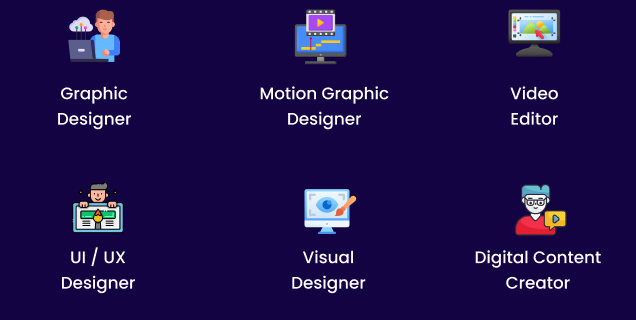 Graphic
Designer
Motion Graphic
Designer
Video
Editor
UI / UX
Designer
Visual
Designer
Digital Content
Creator